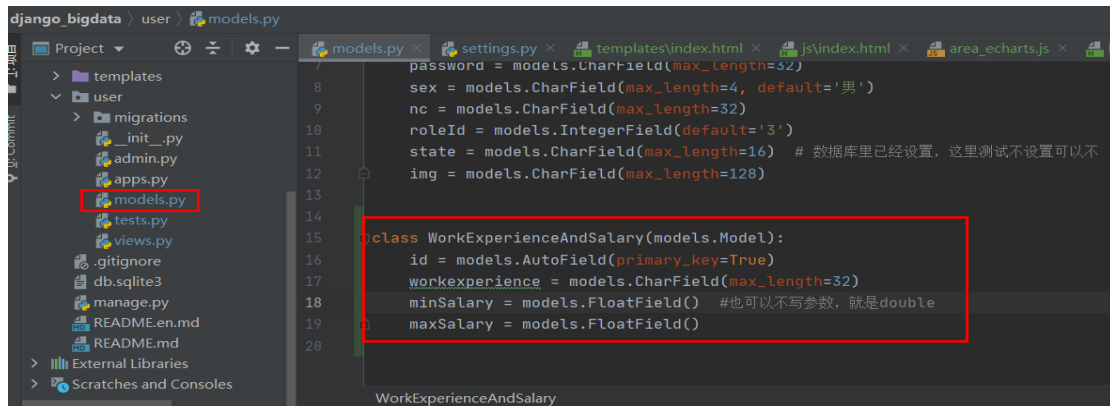 django_bigdata 〉 user 〉 models.py
Project
models.py × settings.py × templates\index.html × js\index.html × area_echarts.js ×
templates
user
migrations
__init__.py
admin.py
apps.py
models.py
tests.py
views.py
.gitignore
db.sqlite3
manage.py
README.en.md
README.md
External Libraries
Scratches and Consoles
Commit
7 password = models.CharField(max_length=32)
8 sex = models.CharField(max_length=4, default='男')
9 nc = models.CharField(max_length=32)
10 roleId = models.IntegerField(default='3')
11 state = models.CharField(max_length=16) # 数据库里已经设置，这里测试不设置可以不
12 img = models.CharField(max_length=128)
13
14
15 class WorkExperienceAndSalary(models.Model):
16 id = models.AutoField(primary_key=True)
17 workexperience = models.CharField(max_length=32)
18 minSalary = models.FloatField() #也可以不写参数，就是double
19 maxSalary = models.FloatField()
20
WorkExperienceAndSalary